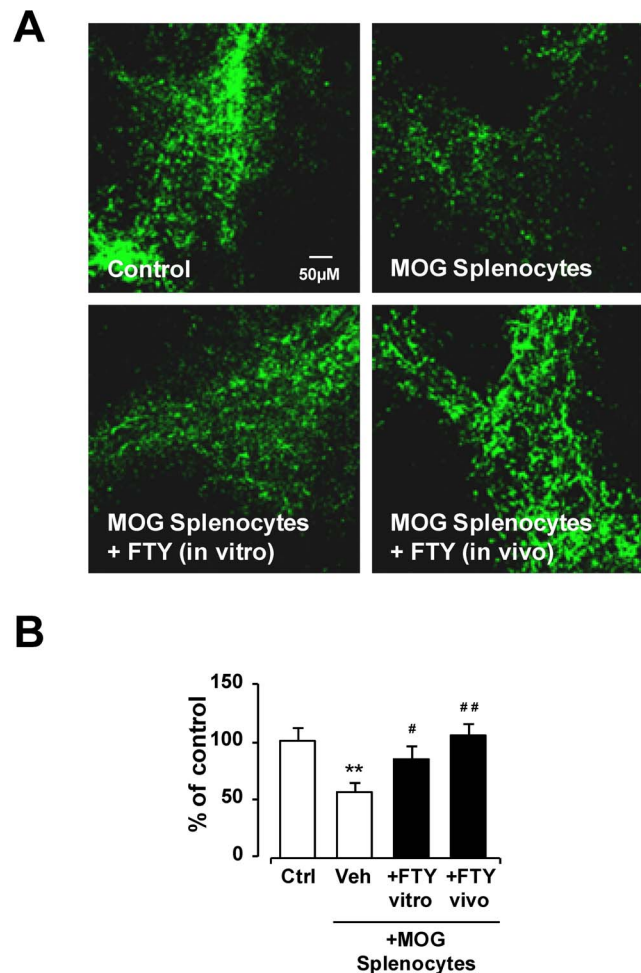 A
Control
50µM
MOG Splenocytes
MOG Splenocytes
+ FTY (in vitro)
MOG Splenocytes
+ FTY (in vivo)
B
% of control
150
100
50
0
**
#
##
Ctrl Veh +FTY +FTY
vitro vivo
+MOG
Splenocytes